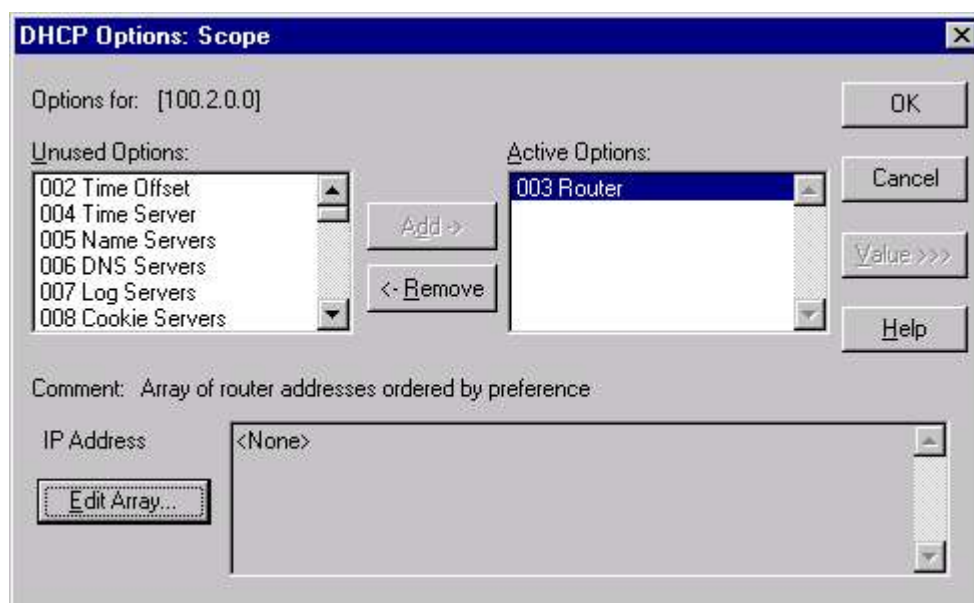 DHCP Options: Scope
Options for: [100.2.0.0]
OK
Unused Options:
Active Options:
002 Time Offset
004 Time Server
005 Name Servers
006 DNS Servers
007 Log Servers
008 Cookie Servers
Add ->
<- Remove
003 Router
Cancel
Value >>>
Help
Comment: Array of router addresses ordered by preference
IP Address
<None>
Edit Array...